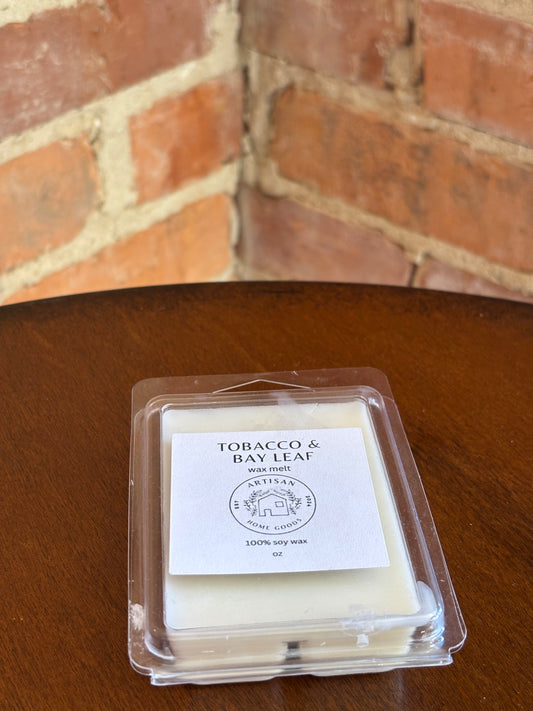 TOBACCO &
BAY LEAF
wax melt
ARTISAN
EST 2024
HOME GOODS
100% soy wax
oz